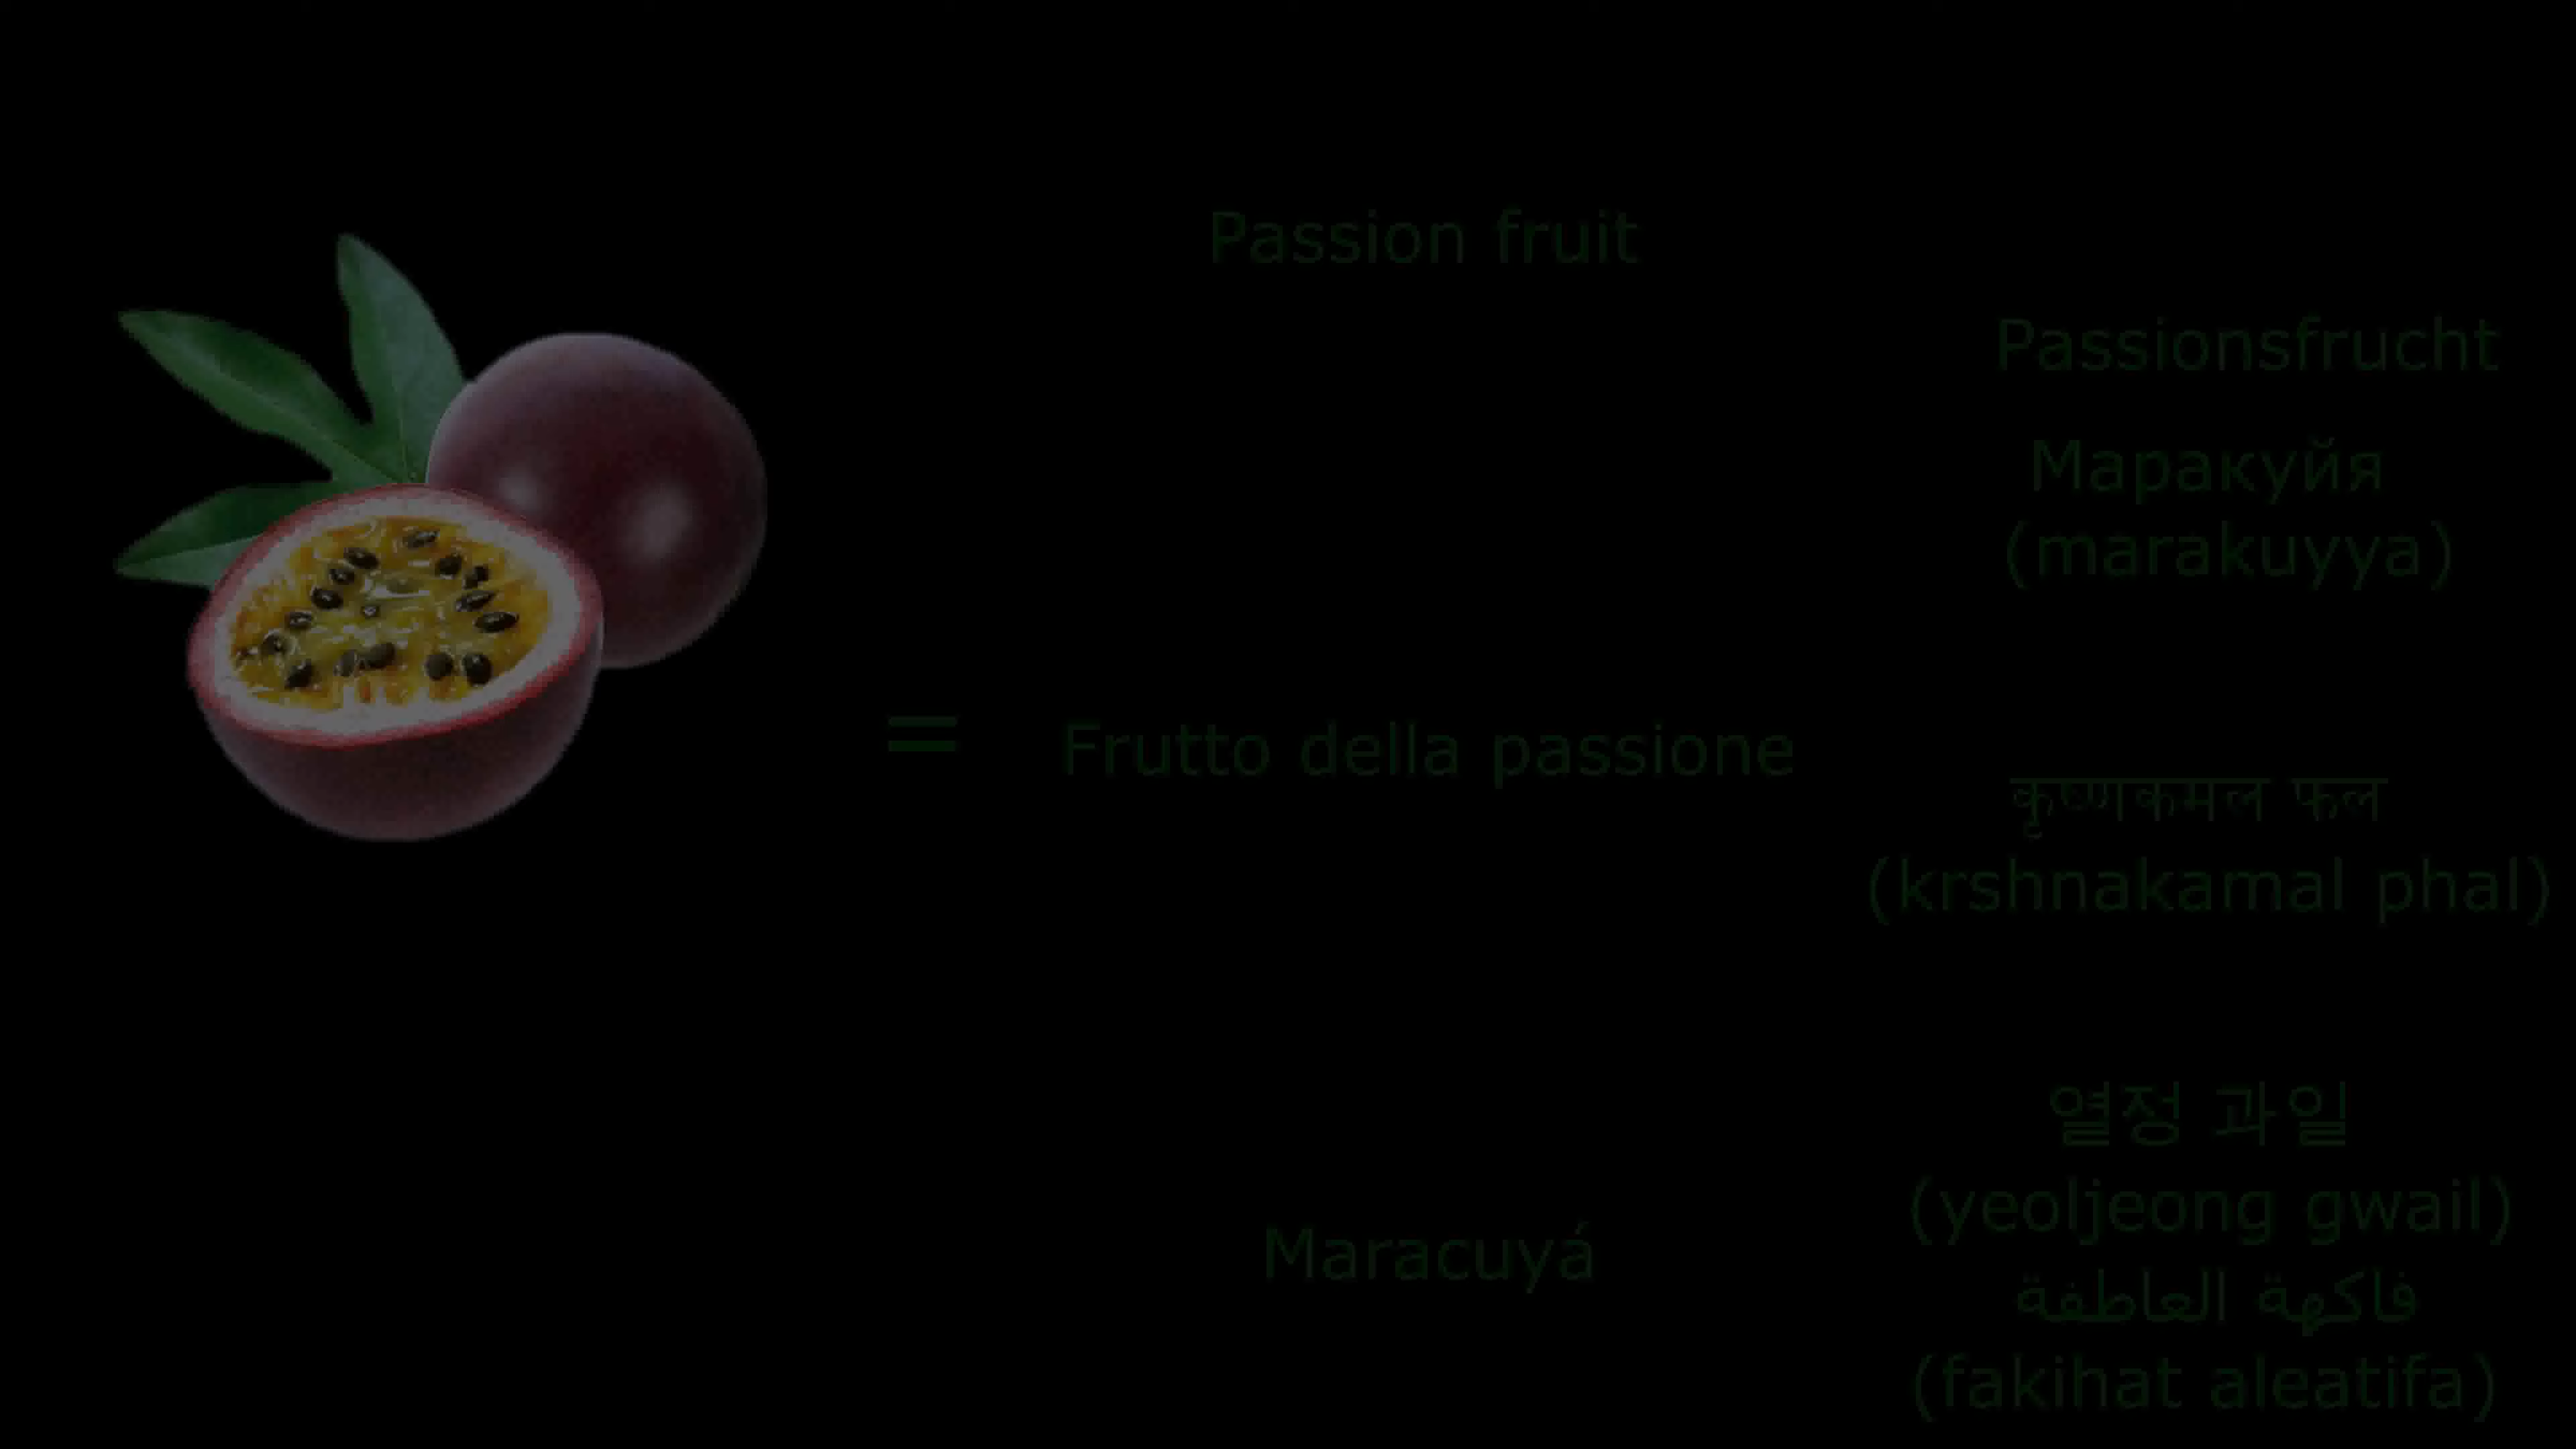 Passion fruit
=
Frutto della passione
Maracuyá
Passionsfrucht
Маракуйя
(marakuyya)
कृष्णकमल फल
(krshnakamal phal)
열정 과일
(yeoljeong gwail)
فاكهة العاطفة
(fakihat aleatifa)